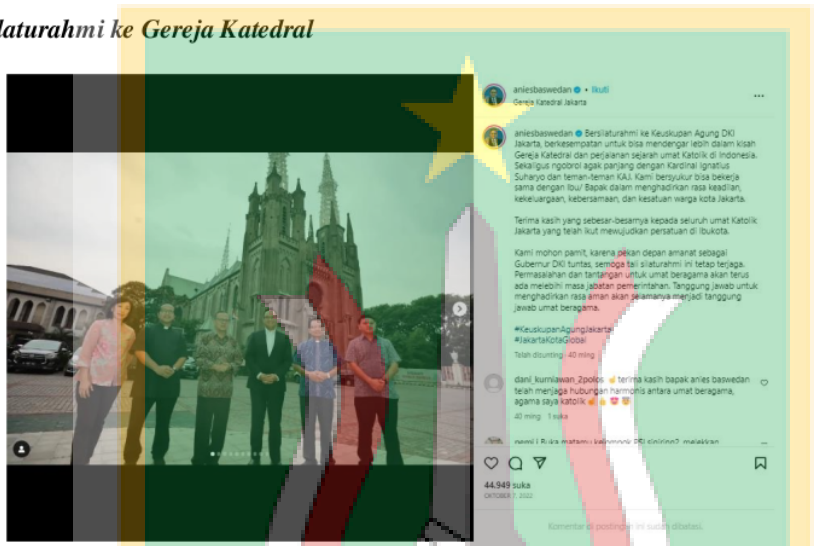 laturahmi ke Gereja Katedral
aniesbaswedan • Ikuti
Gereja Katedral Jakarta
aniesbaswedan Bersilaturahmi ke Keuskupan Agung DKI
Jakarta, berkesempatan untuk bisa mendengar lebih dalam kisah
Gereja Katedral dan perjalanan sejarah umat Katolik di Indonesia.
Sekaligus ngobrol agak panjang dengan Kardinal Ignatius
Suharyo dan teman-teman KAJ. Kami bersyukur bisa bekerja
sama dengan Ibu/ Bapak dalam menghadirkan rasa keadilan,
kekeluargaan, kebersamaan, dan kesatuan warga kota Jakarta.
Terima kasih yang sebesar-besarnya kepada seluruh umat Katolik
Jakarta yang telah ikut mewujudkan persatuan di Ibukota.
Kami mohon pamit, karena pekan depan amanat sebagai
Gubernur DKI tuntas, semoga tali silaturahmi ini tetap terjaga.
Permasalahan dan tantangan untuk umat beragama akan terus
ada melebihi masa jabatan pemerintahan. Tanggung jawab untuk
menghadirkan rasa aman akan selamanya menjadi tanggung
jawab umat beragama.
#KeuskupanAgungJakarta
#JakartaKotaGlobal
Telah disunting · 40 ming
dani_kurniawan_2polos ☝ terima kasih bapak anies baswedan
telah menjaga hubungan harmonis antara umat beragama,
agama saya katolik
40 ming 1 suka
Buka matamu kelompok PSI
44.949 suka
OKTOBER 7, 2022
Komentar di postingan ini sudah dibatasi.